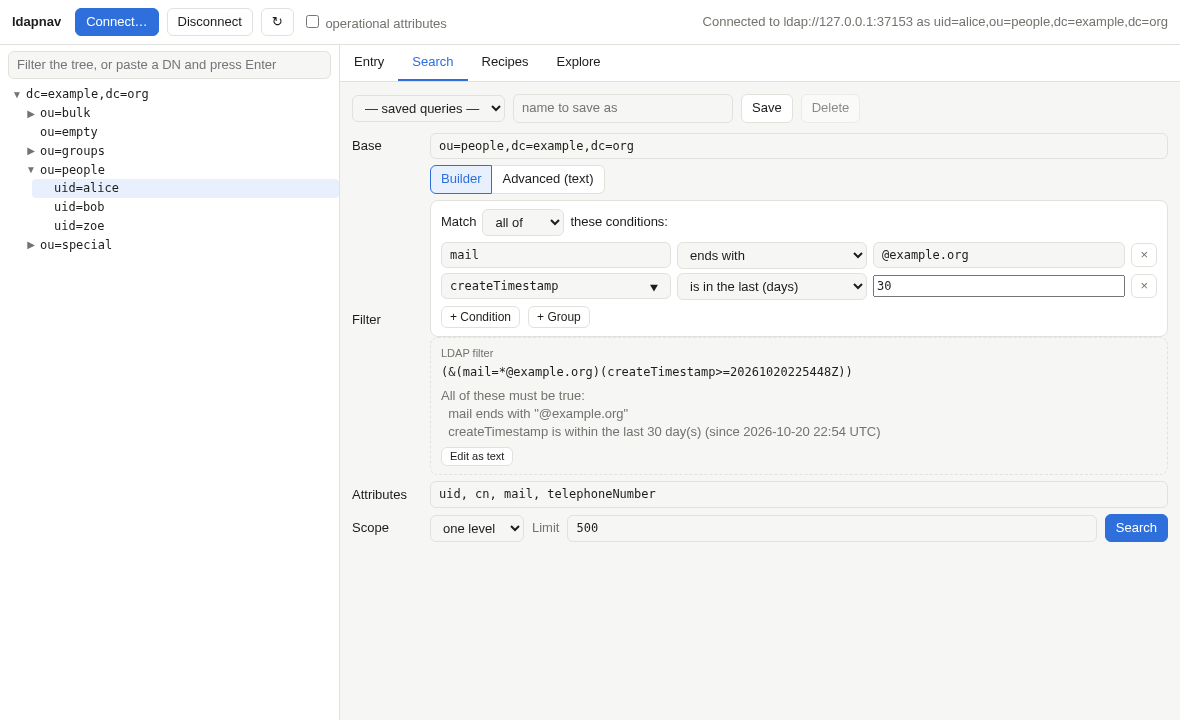 ldapnav Connect… Disconnect ↻ operational attributes Connected to ldap://127.0.0.1:37153 as uid=alice,ou=people,dc=example,dc=org
Filter the tree, or paste a DN and press Enter
▼ dc=example,dc=org
▶ ou=bulk
ou=empty
▶ ou=groups
▼ ou=people
uid=alice
uid=bob
uid=zoe
▶ ou=special
Entry Search Recipes Explore
— saved queries — name to save as Save Delete
Base ou=people,dc=example,dc=org
Builder Advanced (text)
Match all of these conditions:
mail ends with @example.org ×
createTimestamp is in the last (days) 30 ×
+ Condition + Group
Filter
LDAP filter
(&(mail=*@example.org)(createTimestamp>=20261020225448Z))
All of these must be true:
mail ends with "@example.org"
createTimestamp is within the last 30 day(s) (since 2026-10-20 22:54 UTC)
Edit as text
Attributes uid, cn, mail, telephoneNumber
Scope one level Limit 500 Search